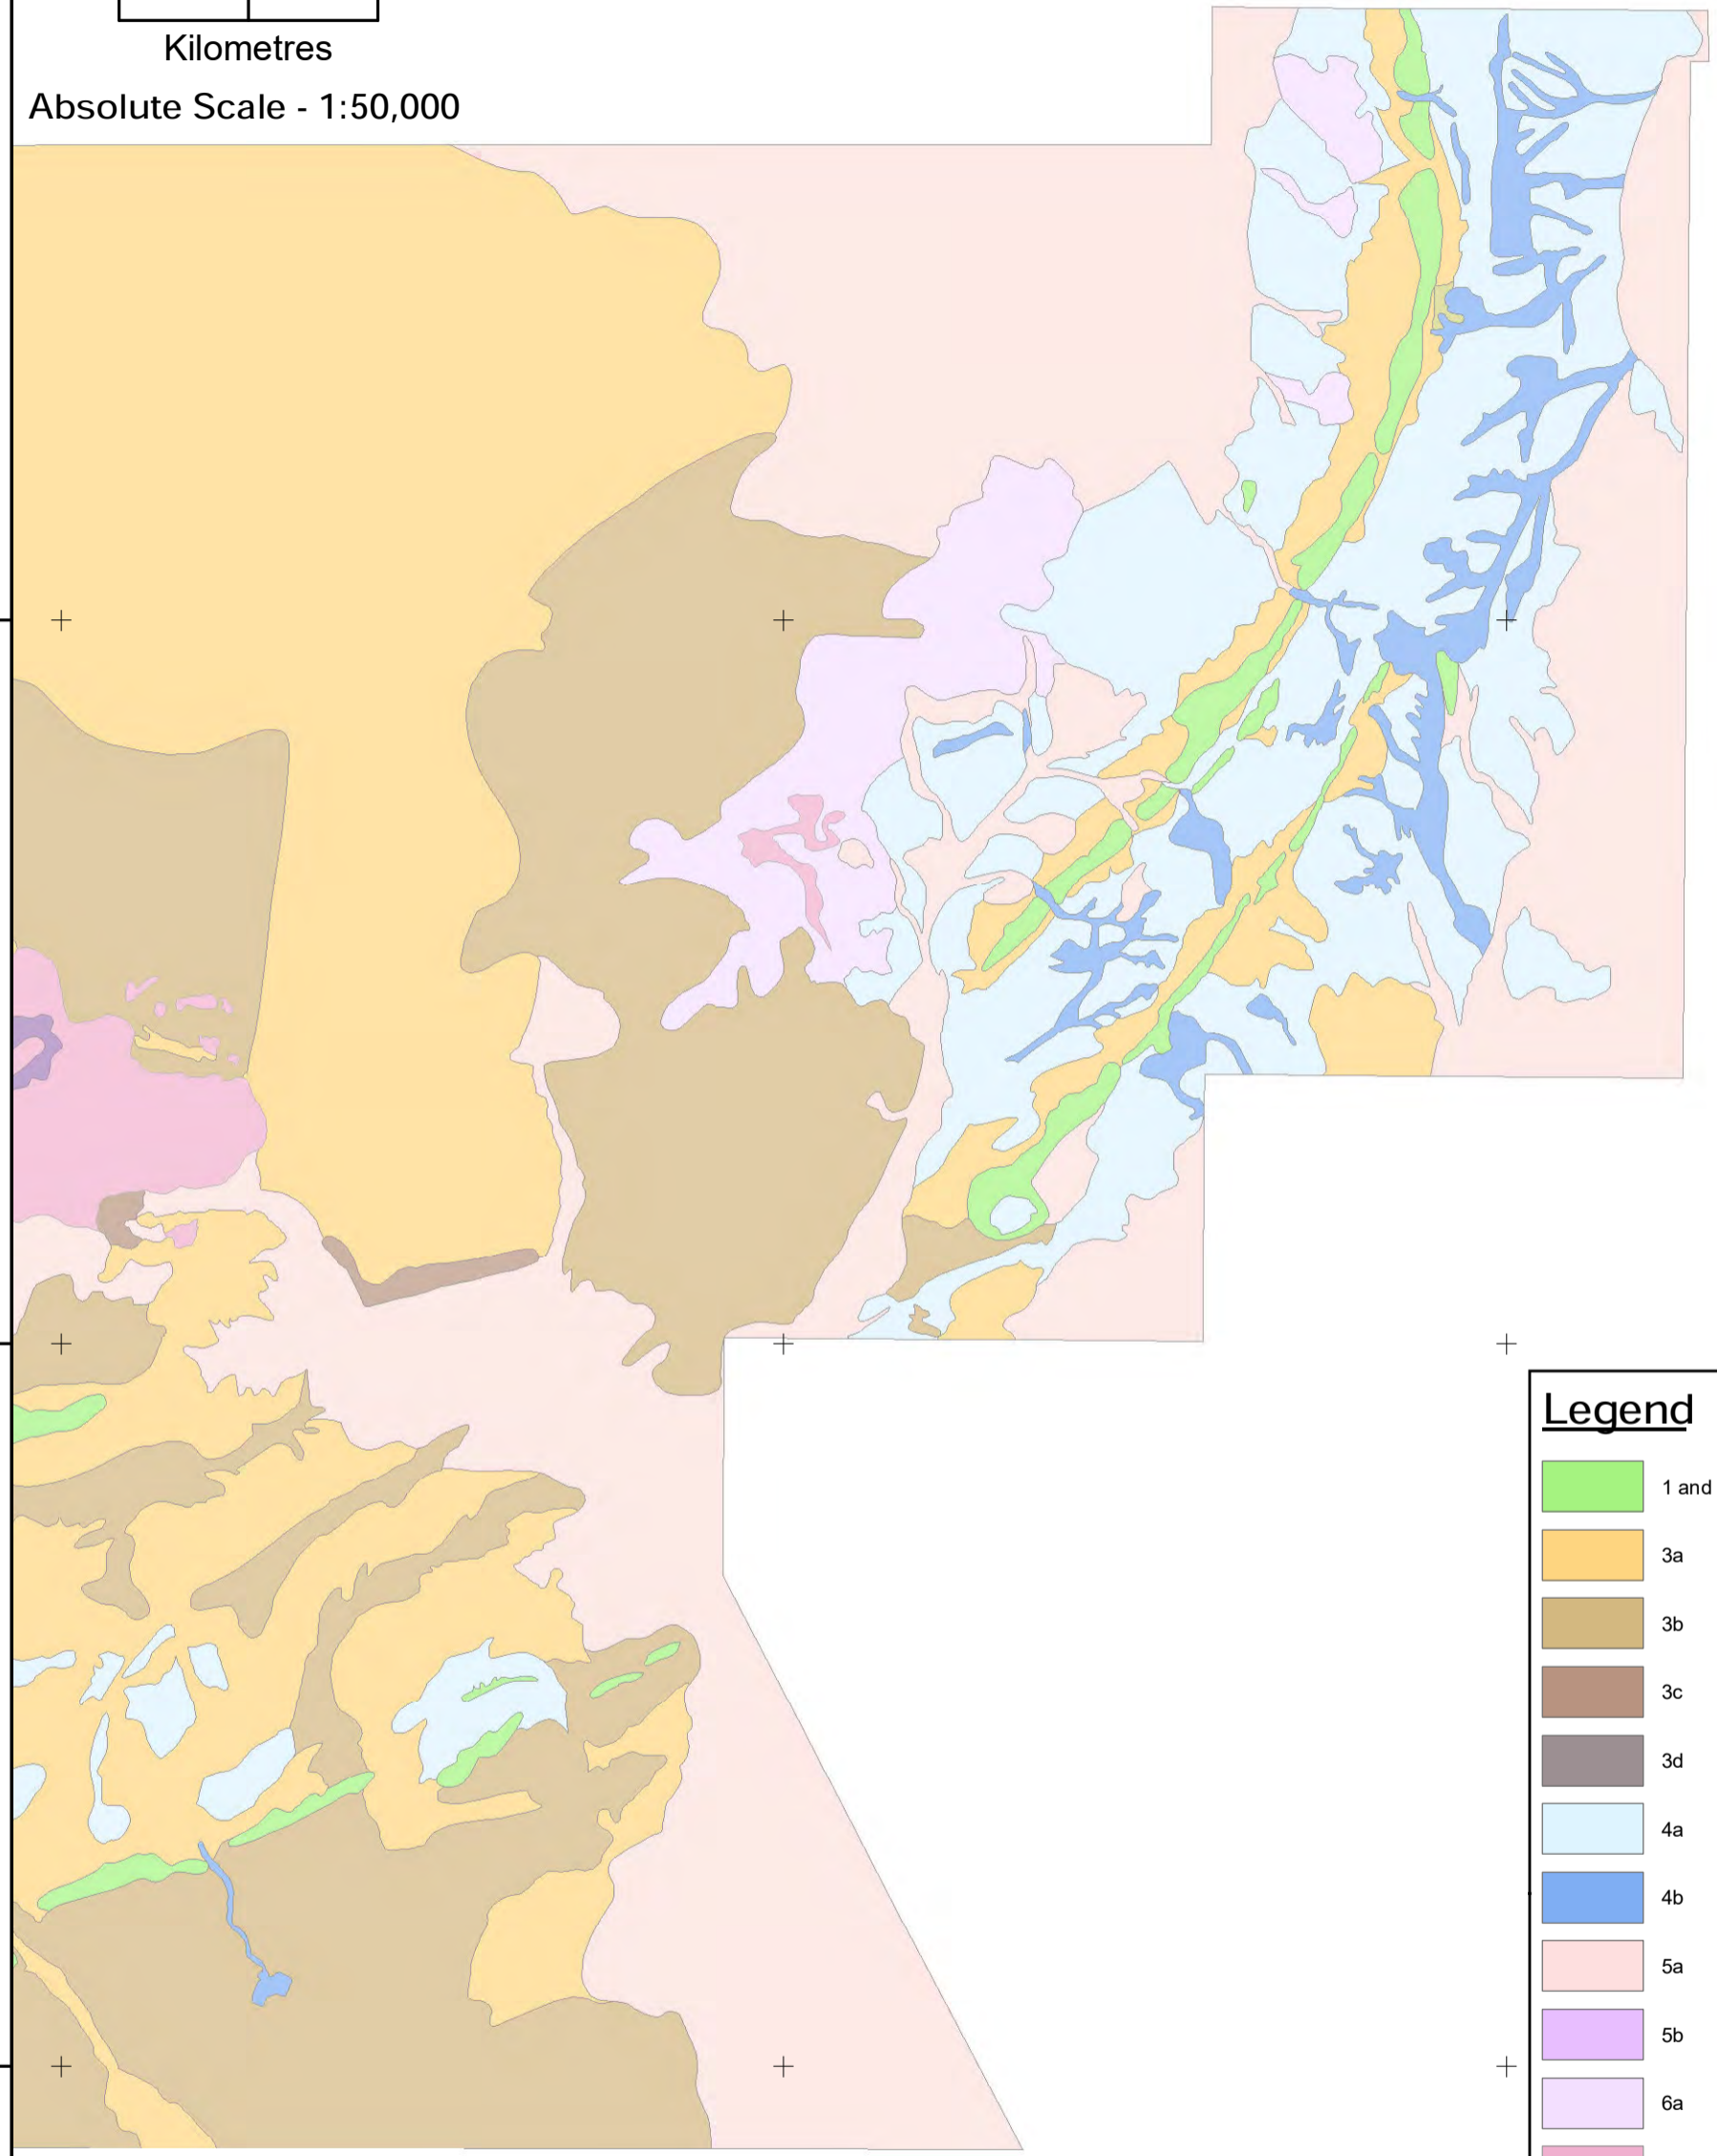 Kilometres
Absolute Scale - 1:50,000
Legend
1 and
3a
3b
3c
3d
4a
4b
5a
5b
6a